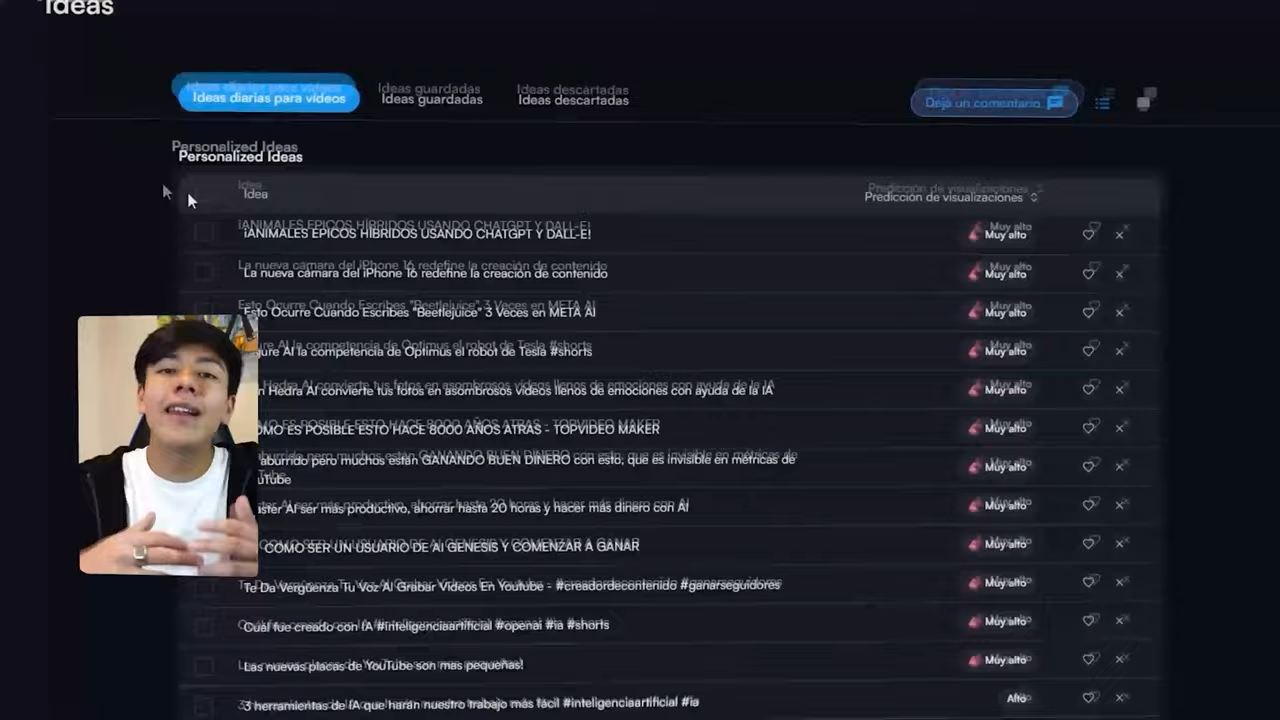 Ideas
Ideas diarias para vídeos
Ideas guardadas
Ideas descartadas
Deja un comentario
Personalized Ideas
Idea
Predicción de visualizaciones
¡ANIMALES EPICOS HÍBRIDOS USANDO CHATGPT Y DALL-E!
Muy alto
La nueva cámara del iPhone 16 redefine la creación de contenido
Muy alto
Esto Ocurre Cuando Escribes "Beetlejuice" 3 Veces en META AI
Muy alto
gure AI la competencia de Optimus el robot de Tesla #shorts
Muy alto
n Hedra AI convierte tus fotos en asombrosos vídeos llenos de emociones con ayuda de la IA
Muy alto
OMO ES POSIBLE ESTO HACE 8000 AÑOS ATRAS - TOPVIDEO MAKER
Muy alto
aburrido pero muchos están GANANDO BUEN DINERO con esto, que es invisible en métricas de
uTube
Muy alto
aster AI ser más productivo, ahorrar hasta 20 horas y hacer más dinero con AI
Muy alto
COMO SER UN USUARIO DE AI GENESIS Y COMENZAR A GANAR
Muy alto
Te Da Vergüenza Tu Voz Al Grabar Videos En Youtube - #creadordecontenido #ganarseguidores
Muy alto
Cuál fue creado con IA #inteligenciaartificial #openai #ia #shorts
Muy alto
Las nuevas placas de YouTube son mas pequeñas!
Muy alto
3 herramientas de IA que harán nuestro trabajo más fácil #inteligenciaartificial #ia
Alto